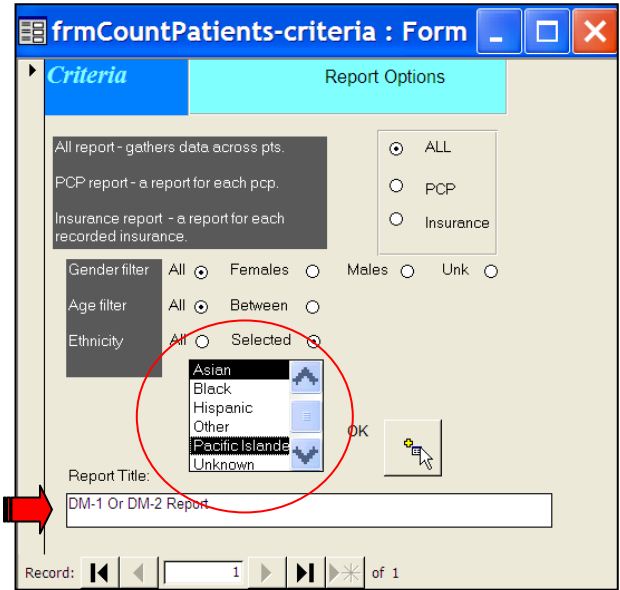 frmCountPatients-criteria : Form
Criteria
Report Options
All report - gathers data across pts.
ALL
PCP report - a report for each pcp.
PCP
Insurance report - a report for each
recorded insurance.
Insurance
Gender filter All Females Males Unk
Age filter All Between
Ethnicity All Selected
Asian
Black
Hispanic
Other
Pacific Islande
Unknown
OK
Report Title:
DM-1 Or DM-2 Report
Record: 1 of 1